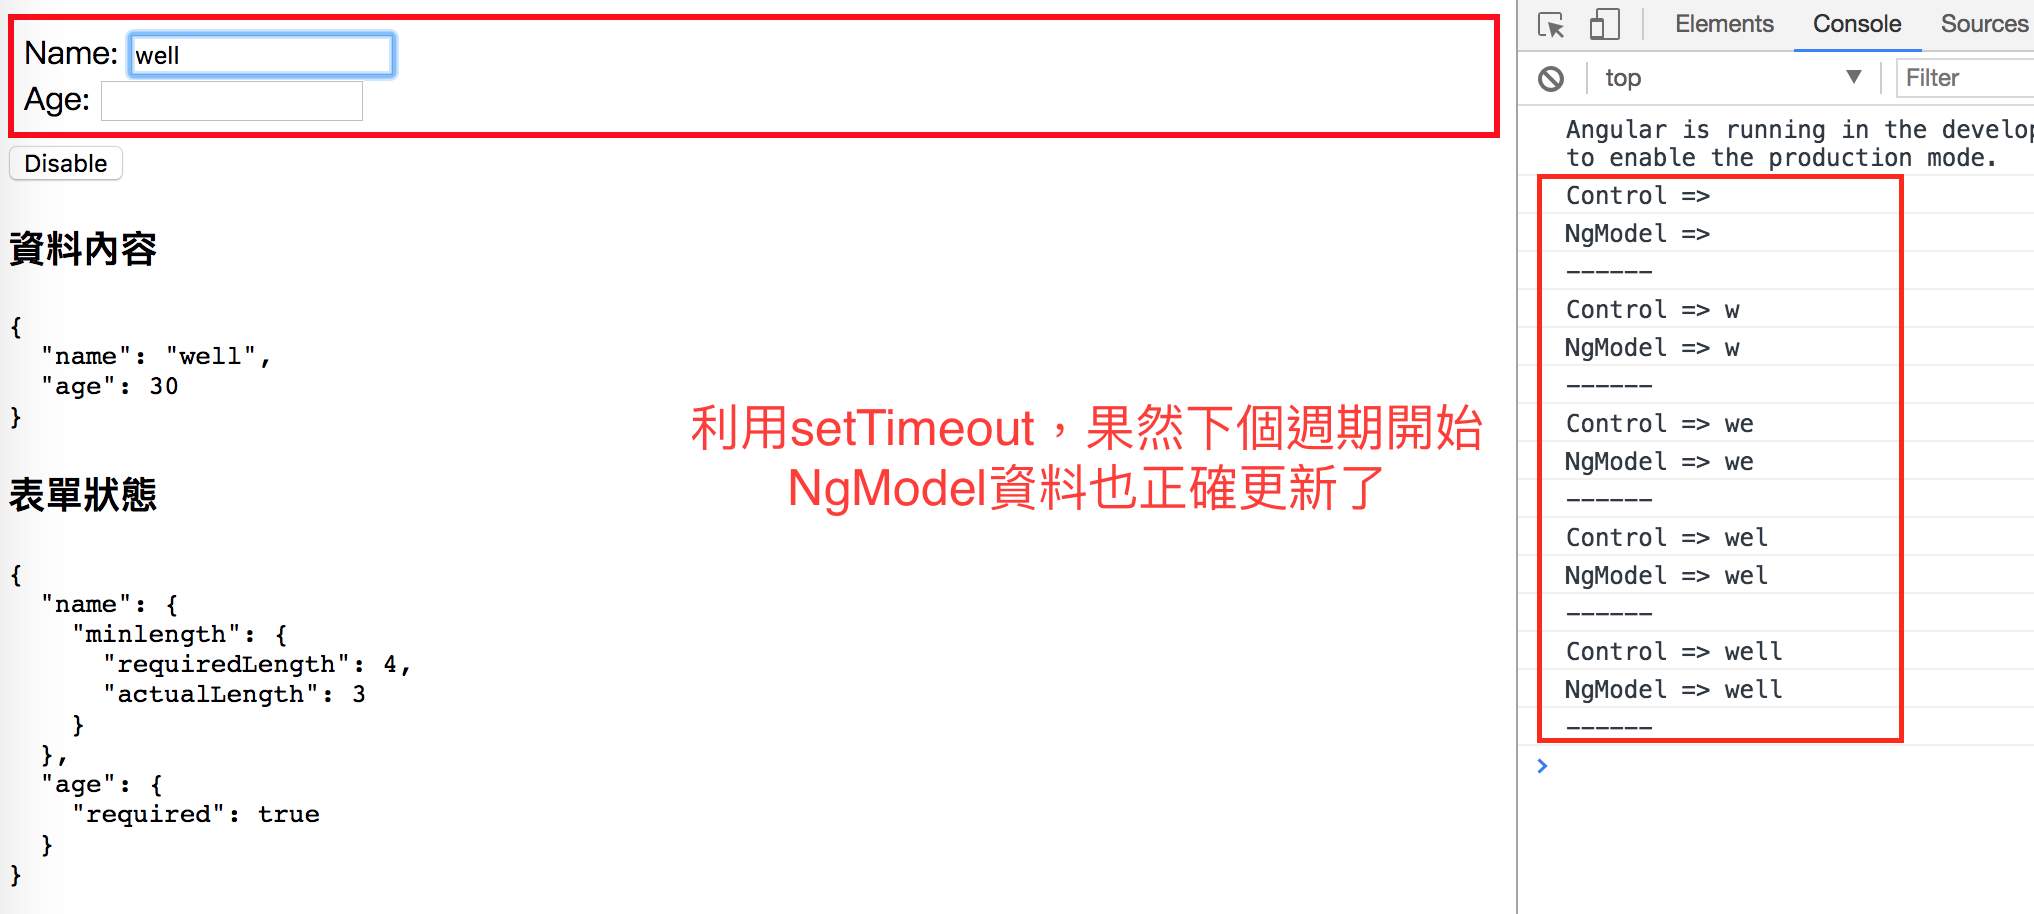 Name: well
Age:
Disable
資料內容
{
  "name": "well",
  "age": 30
}
表單狀態
{
  "name": {
    "minlength": {
      "requiredLength": 4,
      "actualLength": 3
    }
  },
  "age": {
    "required": true
  }
}
利用setTimeout，果然下個週期開始
NgModel資料也正確更新了
Elements Console Sources
top ▼ Filter
Angular is running in the develop
to enable the production mode.
Control =>
NgModel =>
------
Control => w
NgModel => w
------
Control => we
NgModel => we
------
Control => wel
NgModel => wel
------
Control => well
NgModel => well
------
>